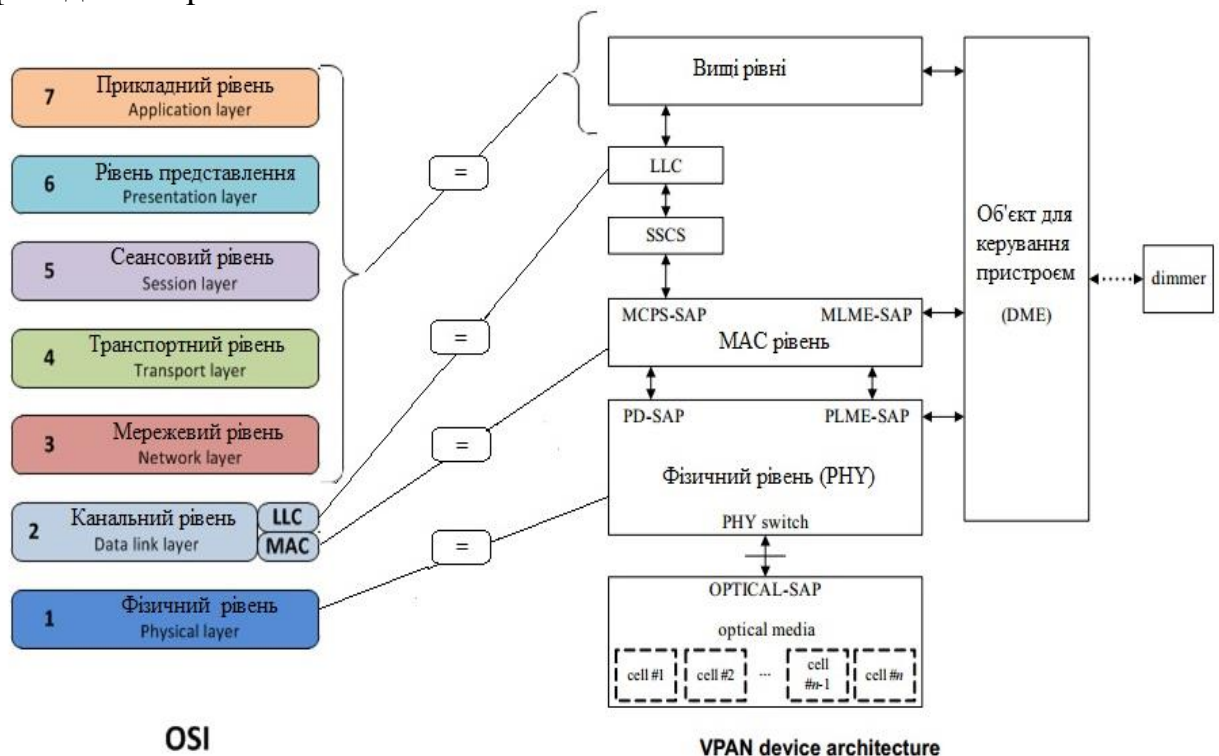 7
Прикладний рівень
Application layer
6
Рівень представлення
Presentation layer
5
Сеансовий рівень
Session layer
4
Транспортний рівень
Transport layer
3
Мережевий рівень
Network layer
2
Канальний рівень
Data link layer
LLC
MAC
1
Фізичний рівень
Physical layer
OSI
=
=
=
=
Вищі рівні
LLC
SSCS
MCPS-SAP MLME-SAP
MAC рівень
PD-SAP PLME-SAP
Фізичний рівень (PHY)
PHY switch
OPTICAL-SAP
optical media
cell #1 cell #2 ... cell #n-1 cell #n
Об'єкт для
керування
пристроєм
(DME)
dimmer
VPAN device architecture